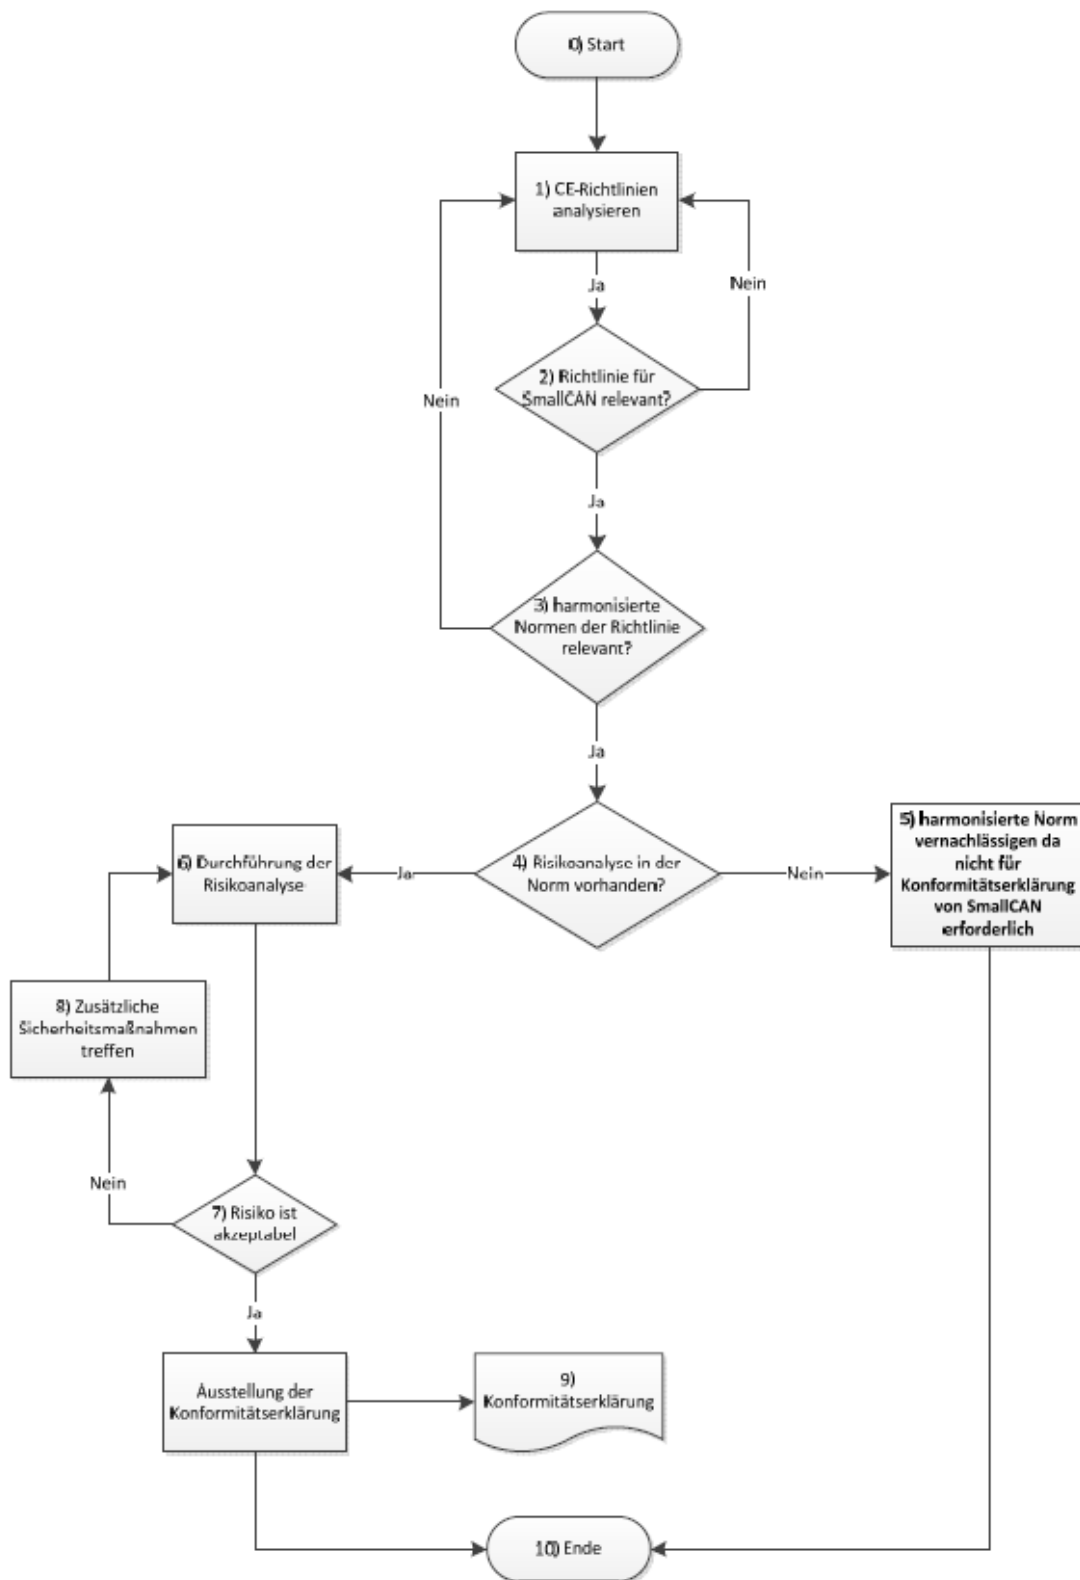 0) Start
1) CE-Richtlinien
analysieren
Ja
Nein
2) Richtlinie für
SmallCAN relevant?
Nein
Ja
3) harmonisierte
Normen der Richtlinie
relevant?
Ja
4) Risikoanalyse in der
Norm vorhanden?
Ja
Nein
5) harmonisierte Norm
vernachlässigen da
nicht für
Konformitätserklärung
von SmallCAN
erforderlich
6) Durchführung der
Risikoanalyse
8) Zusätzliche
Sicherheitsmaßnahmen
treffen
Nein
7) Risiko ist
akzeptabel
Ja
Ausstellung der
Konformitätserklärung
9)
Konformitätserklärung
10) Ende